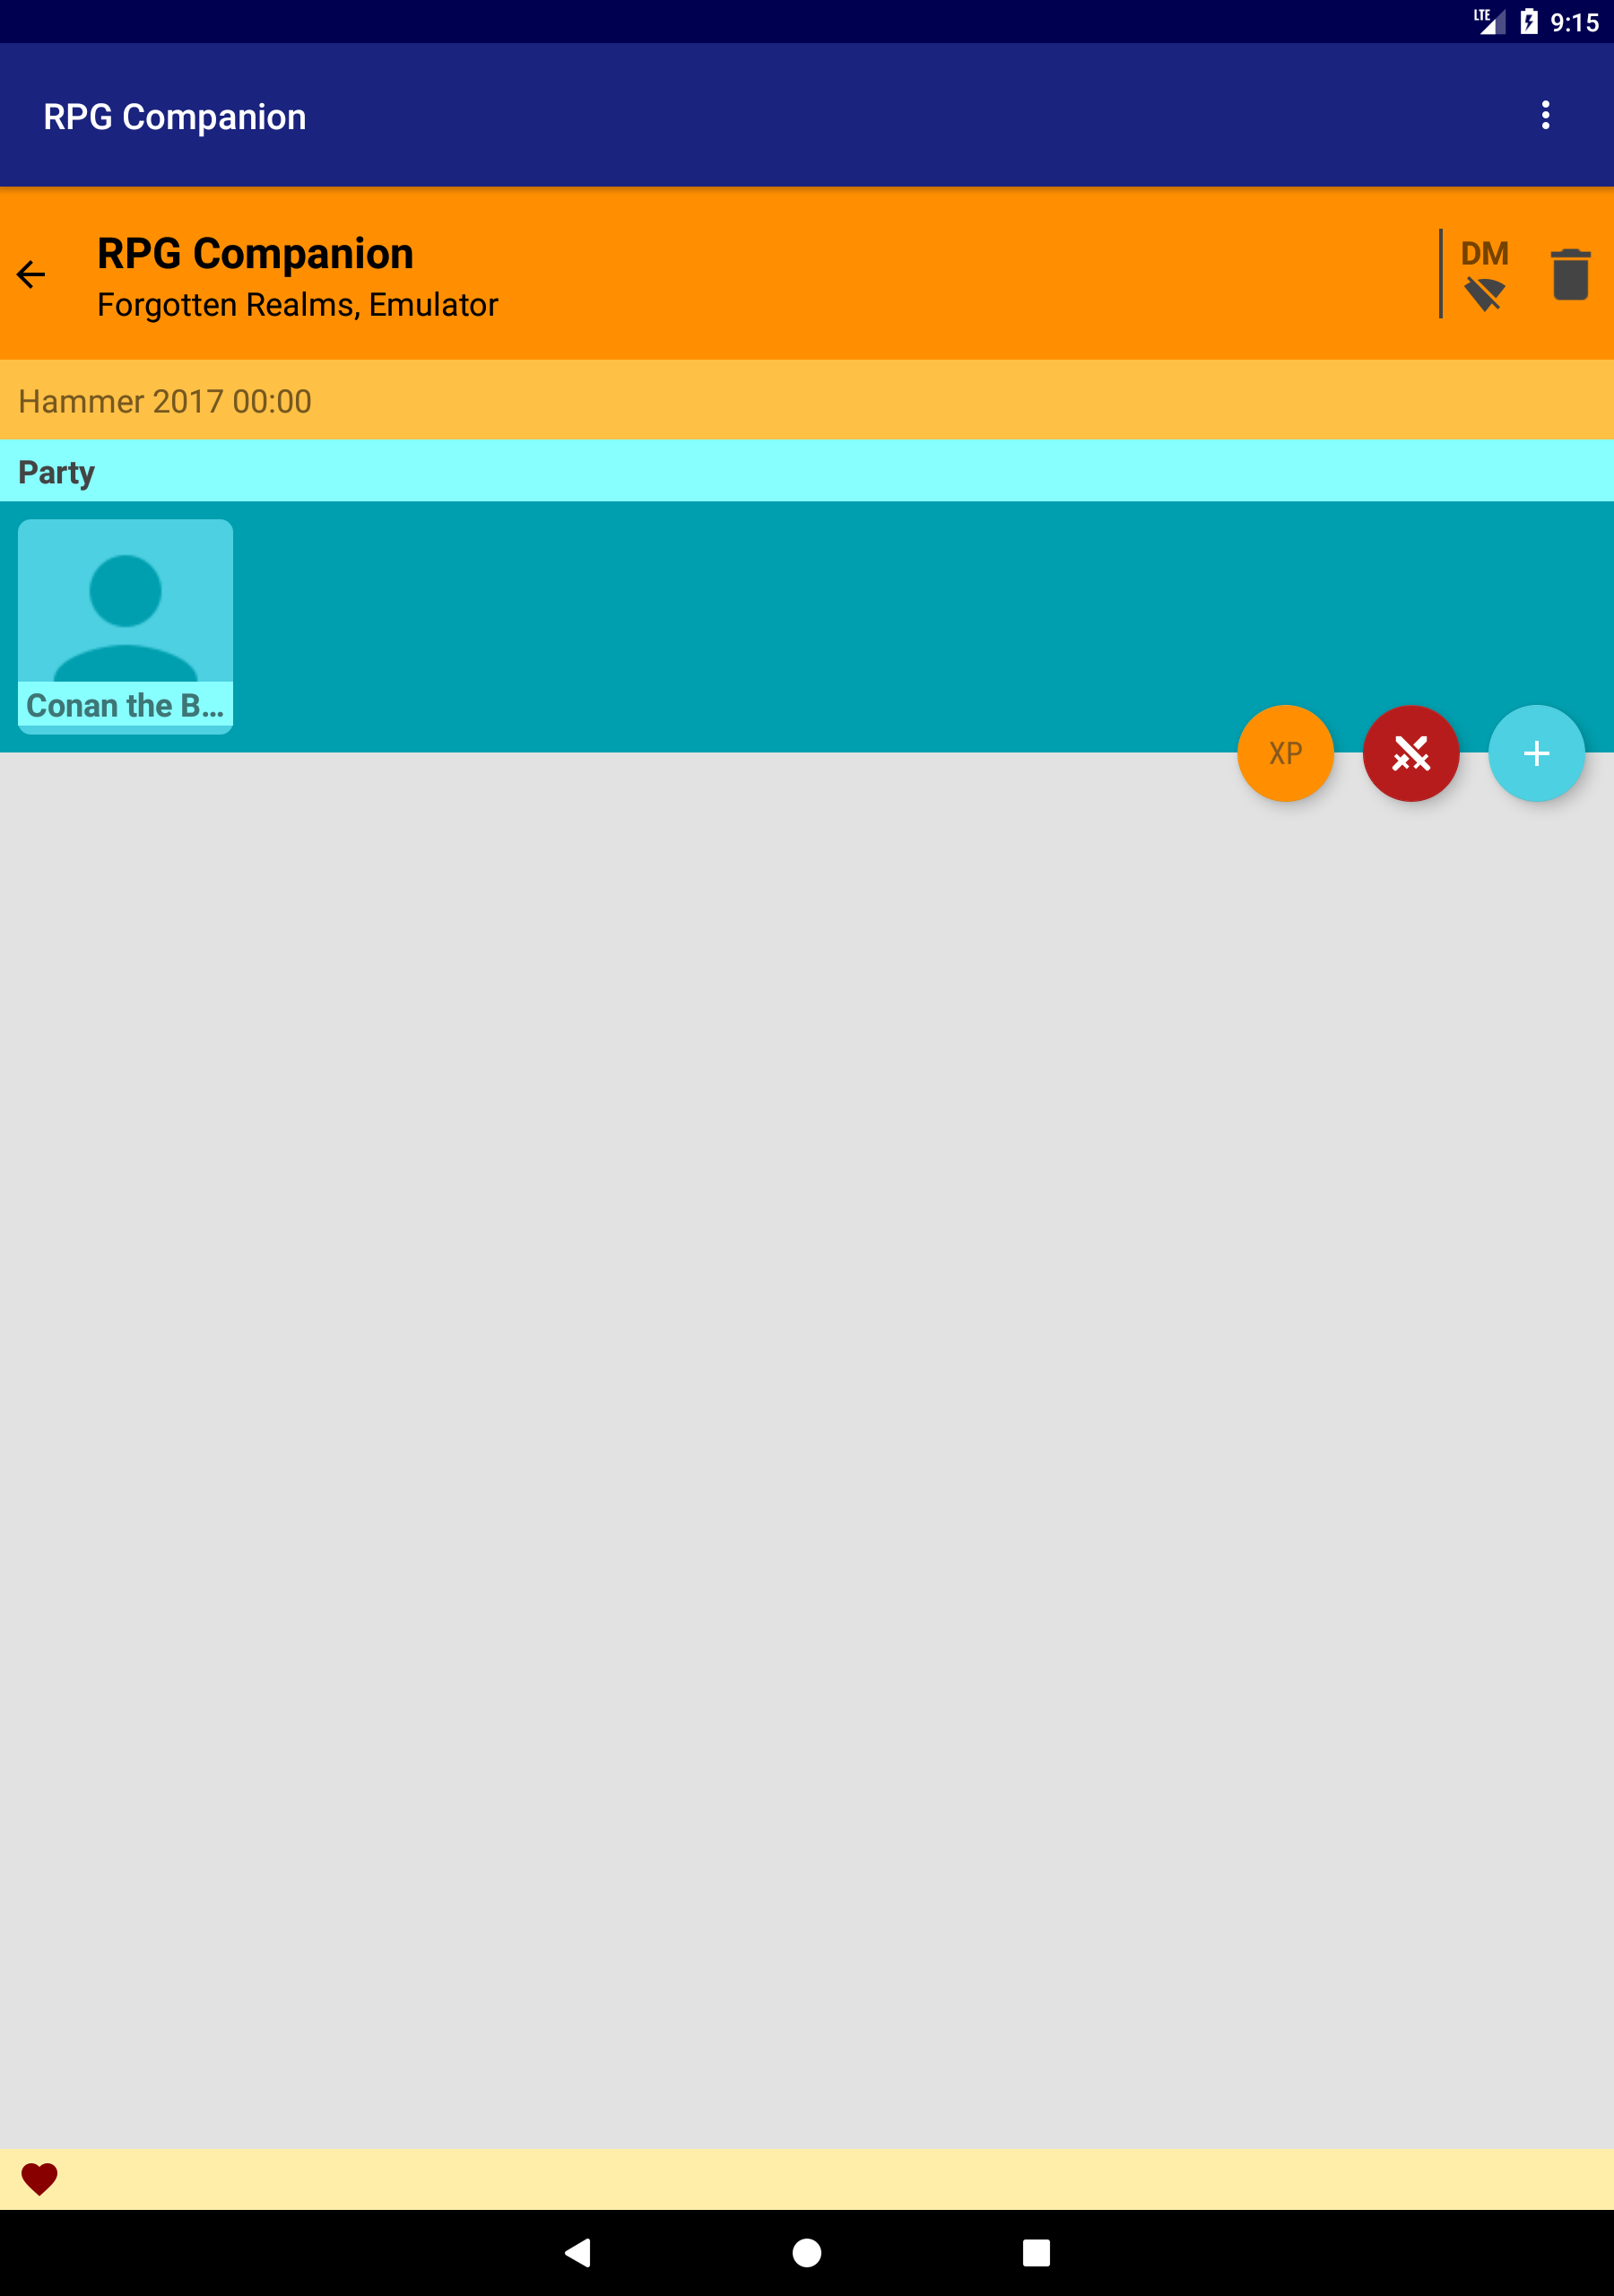 LTE 9:15
RPG Companion
RPG Companion
Forgotten Realms, Emulator
DM
Hammer 2017 00:00
Party
Conan the B...
XP